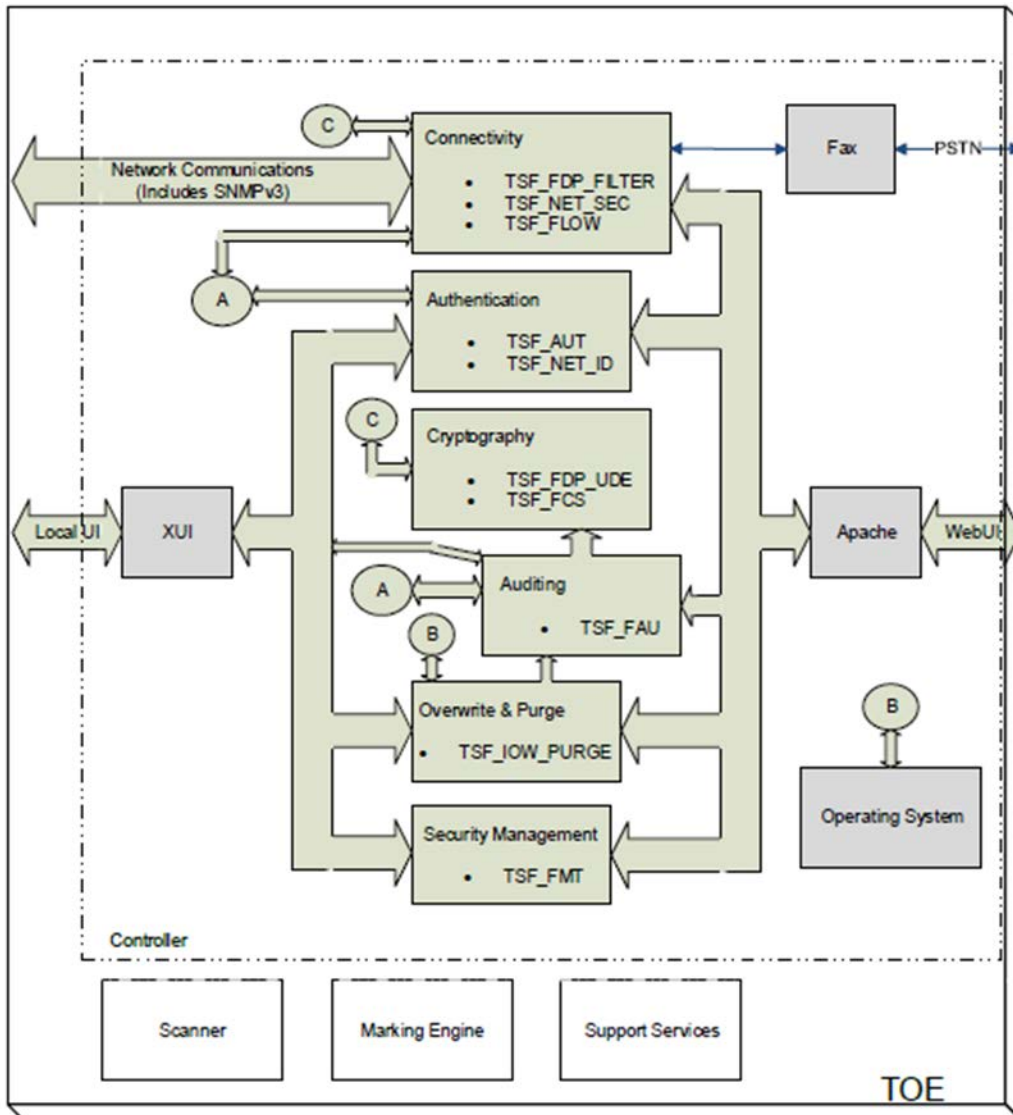 C
Connectivity
• TSF_FDP_FILTER
• TSF_NET_SEC
• TSF_FLOW
Fax
PSTN
Network Communications
(Includes SNMPv3)
A
Authentication
• TSF_AUT
• TSF_NET_ID
C
Cryptography
• TSF_FDP_UDE
• TSF_FCS
Local UI
XUI
Apache
WebUI
A
Auditing
• TSF_FAU
B
Overwrite & Purge
• TSF_IOW_PURGE
B
Operating System
Security Management
• TSF_FMT
Controller
Scanner
Marking Engine
Support Services
TOE